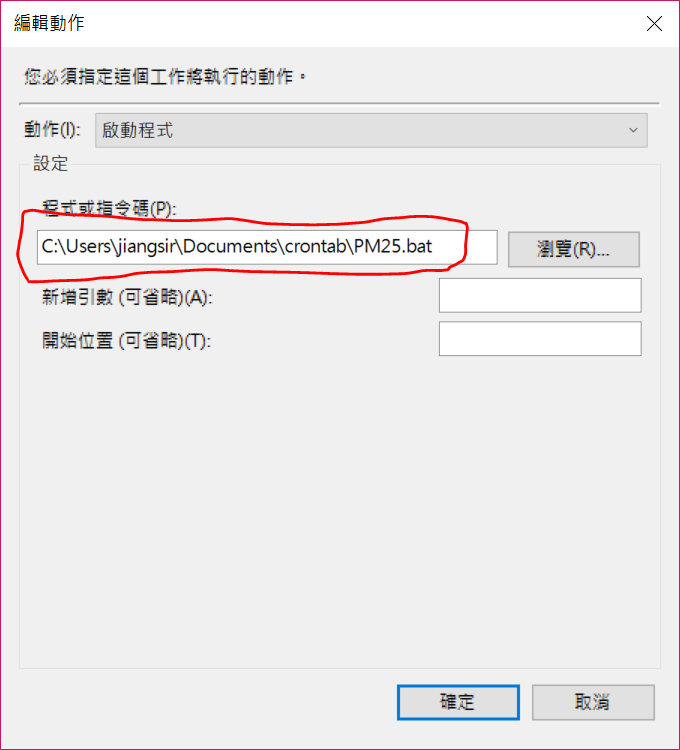 編輯動作
您必須指定這個工作將執行的動作。
動作(I): 啟動程式
設定
程式或指令碼(P):
C:\Users\jiangsir\Documents\crontab\PM25.bat 瀏覽(R)...
新增引數 (可省略)(A):
開始位置 (可省略)(T):
確定 取消